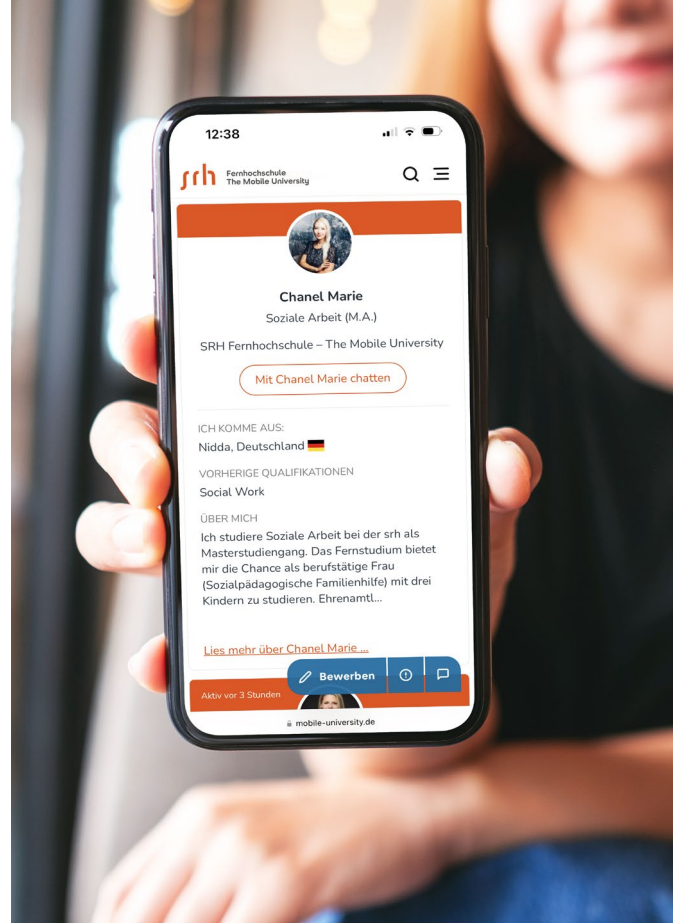 12:38
srh Fernhochschule
The Mobile University
Chanel Marie
Soziale Arbeit (M.A.)
SRH Fernhochschule – The Mobile University
Mit Chanel Marie chatten
ICH KOMME AUS:
Nidda, Deutschland
VORHERIGE QUALIFIKATIONEN
Social Work
ÜBER MICH
Ich studiere Soziale Arbeit bei der srh als
Masterstudiengang. Das Fernstudium bietet
mir die Chance als berufstätige Frau
(Sozialpädagogische Familienhilfe) mit drei
Kindern zu studieren. Ehrenamtl...
Lies mehr über Chanel Marie ...
Bewerben
Aktiv vor 3 Stunden
mobile-university.de